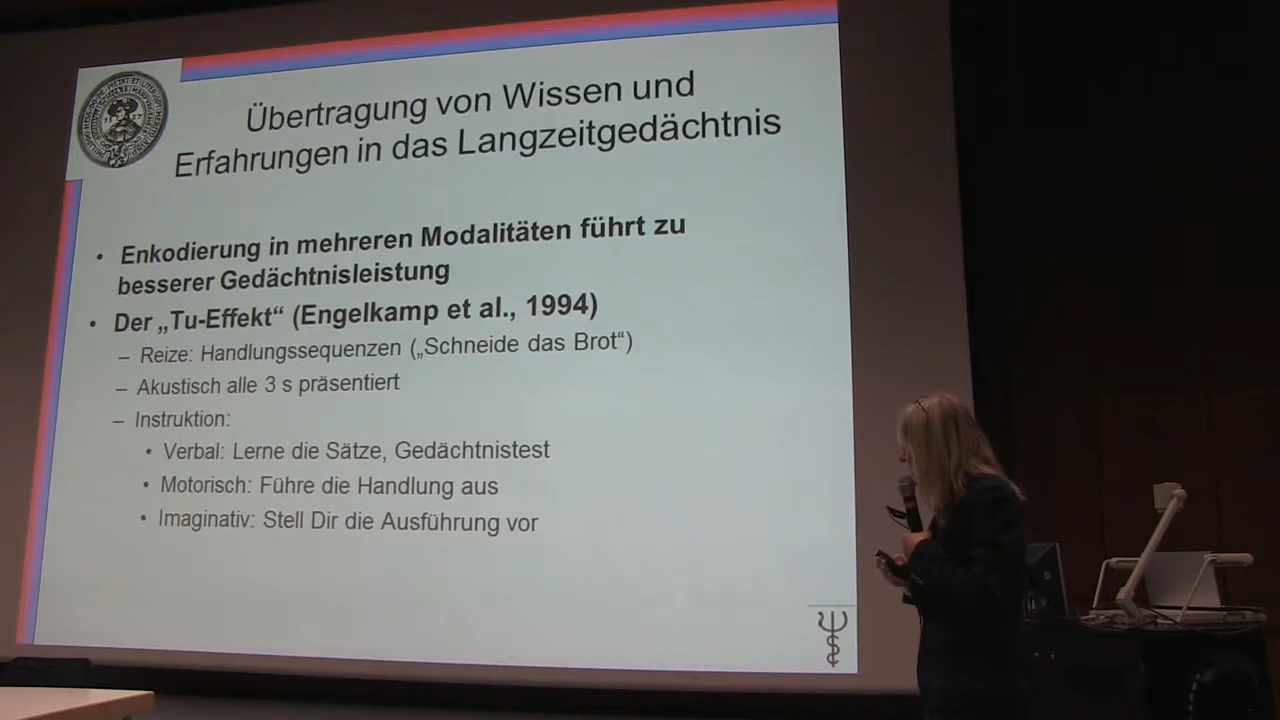 Übertragung von Wissen und
Erfahrungen in das Langzeitgedächtnis
• Enkodierung in mehreren Modalitäten führt zu
besserer Gedächtnisleistung
• Der „Tu-Effekt“ (Engelkamp et al., 1994)
– Reize: Handlungssequenzen („Schneide das Brot“)
– Akustisch alle 3 s präsentiert
– Instruktion:
• Verbal: Lerne die Sätze, Gedächtnistest
• Motorisch: Führe die Handlung aus
• Imaginativ: Stell Dir die Ausführung vor